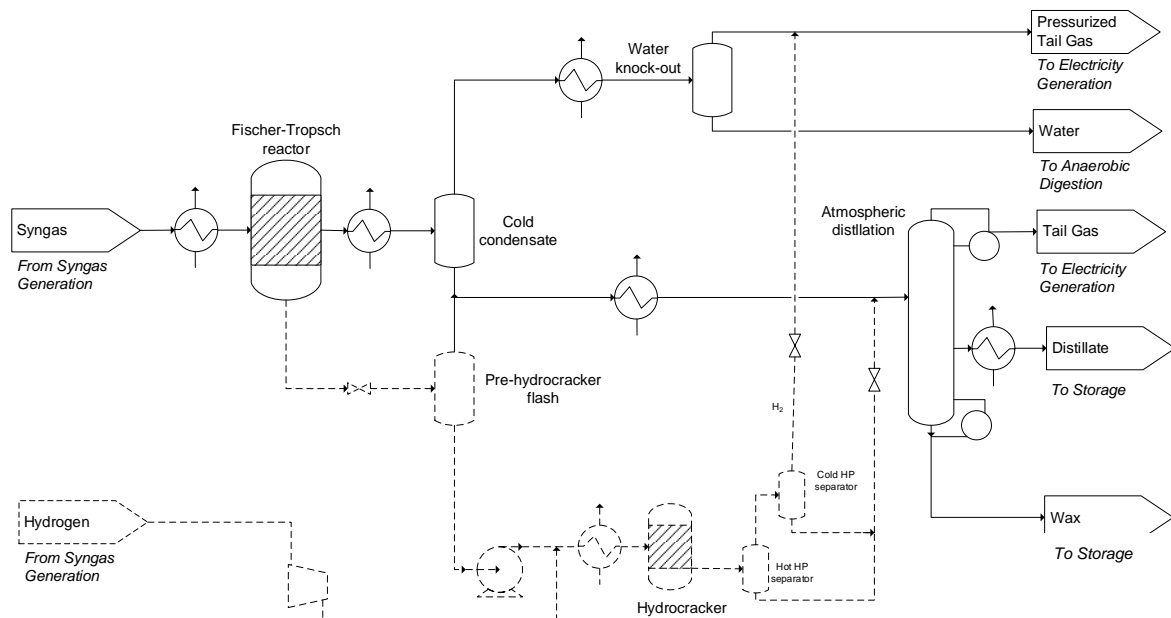 Pressurized
Tail Gas
To Electricity
Generation
Water
knock-out
Water
To Anaerobic
Digestion
Fischer-Tropsch
reactor
Syngas
From Syngas
Generation
Cold
condensate
Atmospheric
distllation
Tail Gas
To Electricity
Generation
Distillate
To Storage
Pre-hydrocracker
flash
H2
Cold HP
separator
Hydrogen
From Syngas
Generation
Hot HP
separator
Hydrocracker
Wax
To Storage